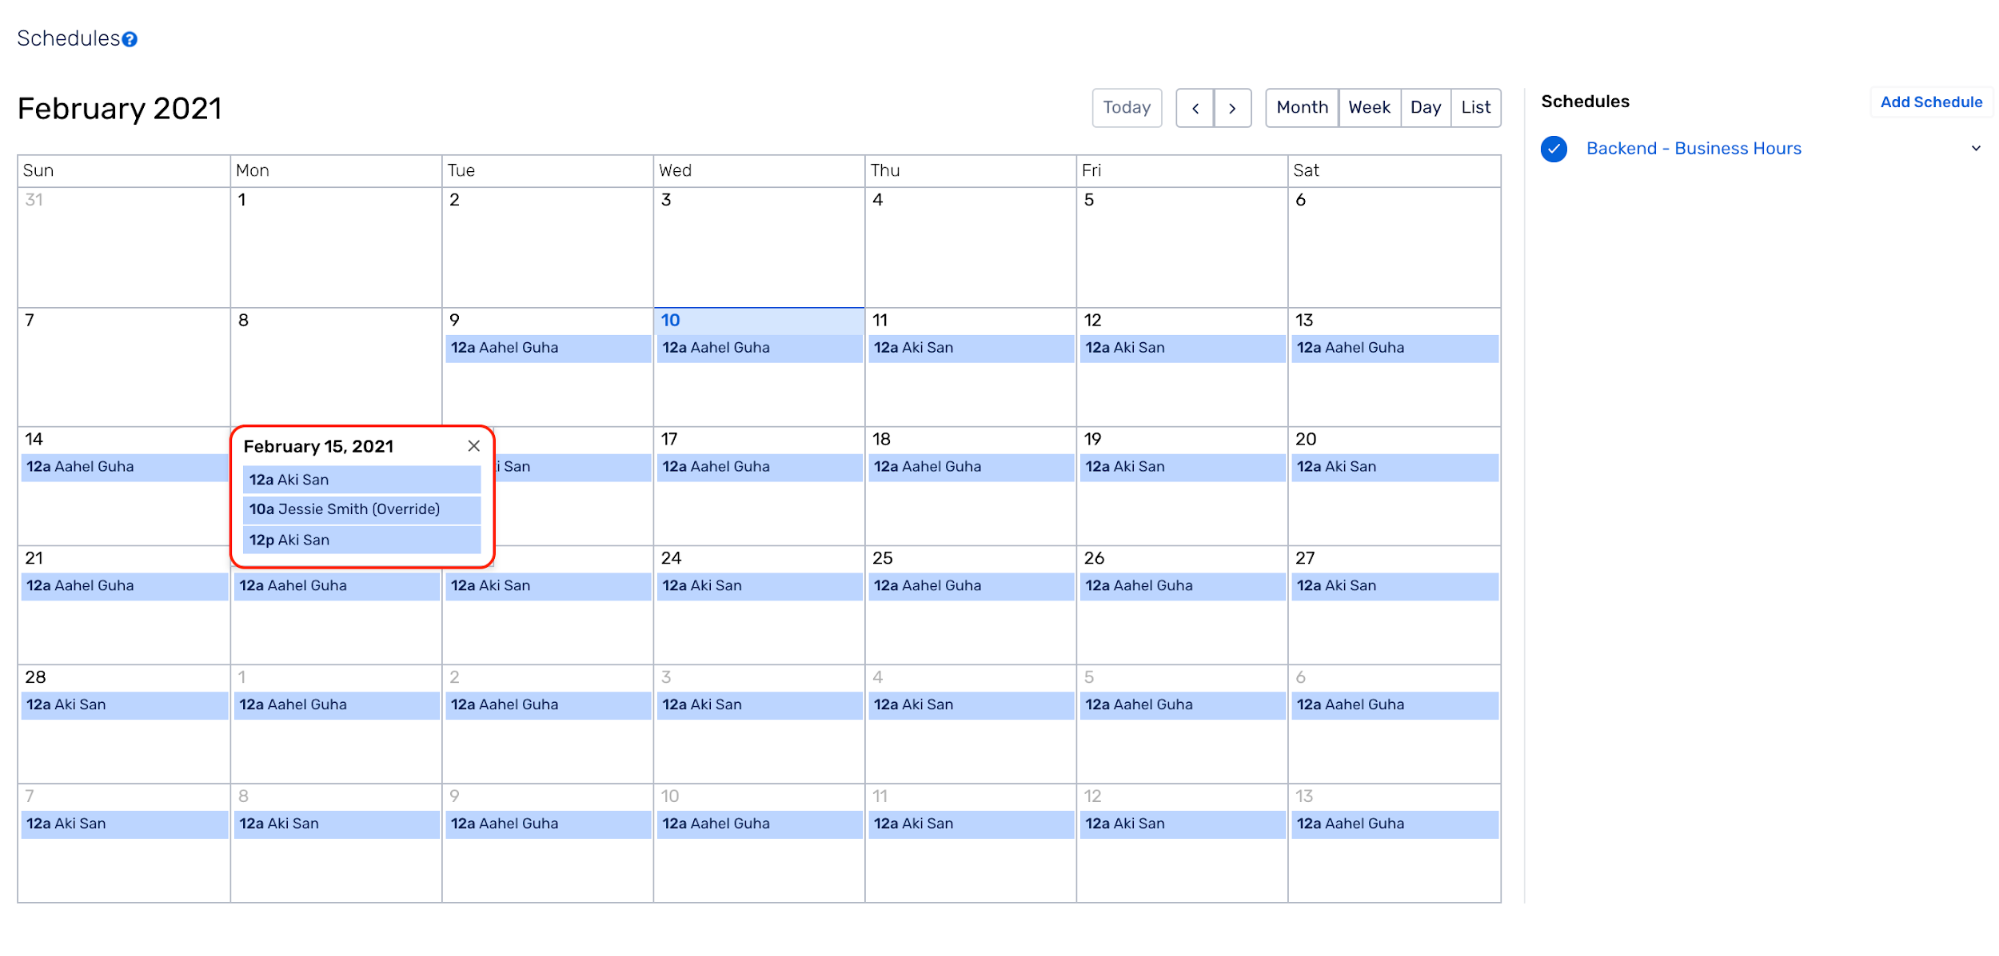 Schedules?
February 2021
Today < > Month Week Day List
Schedules
Add Schedule
Backend - Business Hours
Sun Mon Tue Wed Thu Fri Sat
31 1 2 3 4 5 6
7 8 9 10 11 12 13
12a Aahel Guha 12a Aahel Guha 12a Aki San 12a Aki San 12a Aahel Guha
14 17 18 19 20
12a Aahel Guha i San 12a Aahel Guha 12a Aahel Guha 12a Aki San 12a Aki San
February 15, 2021
12a Aki San
10a Jessie Smith (Override)
12p Aki San
21 24 25 26 27
12a Aahel Guha 12a Aahel Guha 12a Aki San 12a Aki San 12a Aahel Guha 12a Aahel Guha 12a Aki San
28 1 2 3 4 5 6
12a Aki San 12a Aahel Guha 12a Aahel Guha 12a Aki San 12a Aki San 12a Aahel Guha 12a Aahel Guha
7 8 9 10 11 12 13
12a Aki San 12a Aki San 12a Aahel Guha 12a Aahel Guha 12a Aki San 12a Aki San 12a Aahel Guha